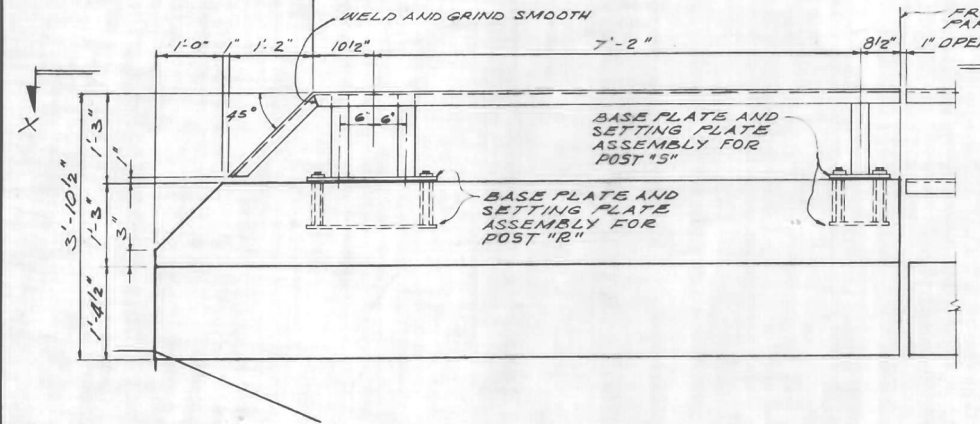 WELD AND GRIND SMOOTH
1'-0" 1" 1'-2" 10½" 7'-2" 8½" 1" OPE
X
45°
6" 6"
BASE PLATE AND
SETTING PLATE
ASSEMBLY FOR
POST "S"
BASE PLATE AND
SETTING PLATE
ASSEMBLY FOR
POST "R"
3'-10½"
1'-3"
1"
1'-3"
3"
1'-4½"